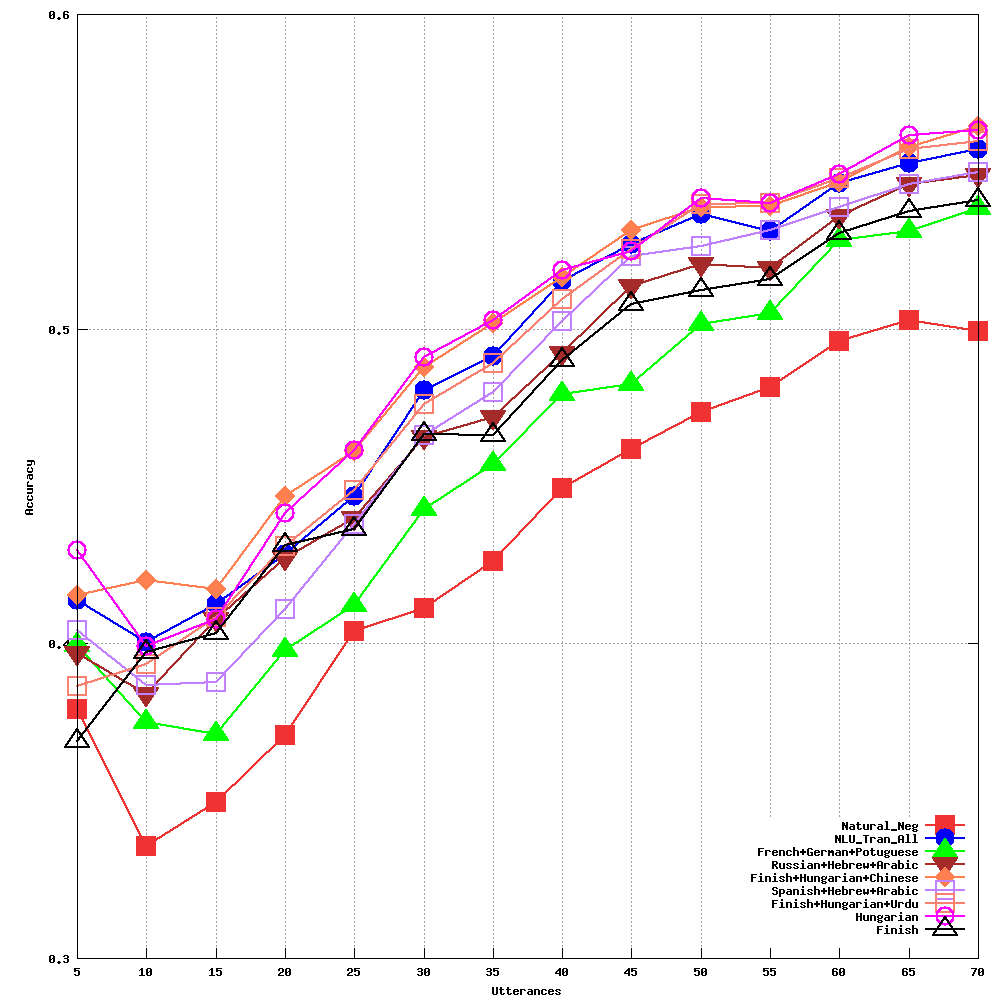 0.6
0.5
0.
0.3
Accuracy
5 10 15 20 25 30 35 40 45 50 55 60 65 70
Utterances
Natural_Neg
NLU_Tran_All
French+German+Potuguese
Russian+Hebrew+Arabic
Finish+Hungarian+Chinese
Spanish+Hebrew+Arabic
Finish+Hungarian+Urdu
Hungarian
Finish